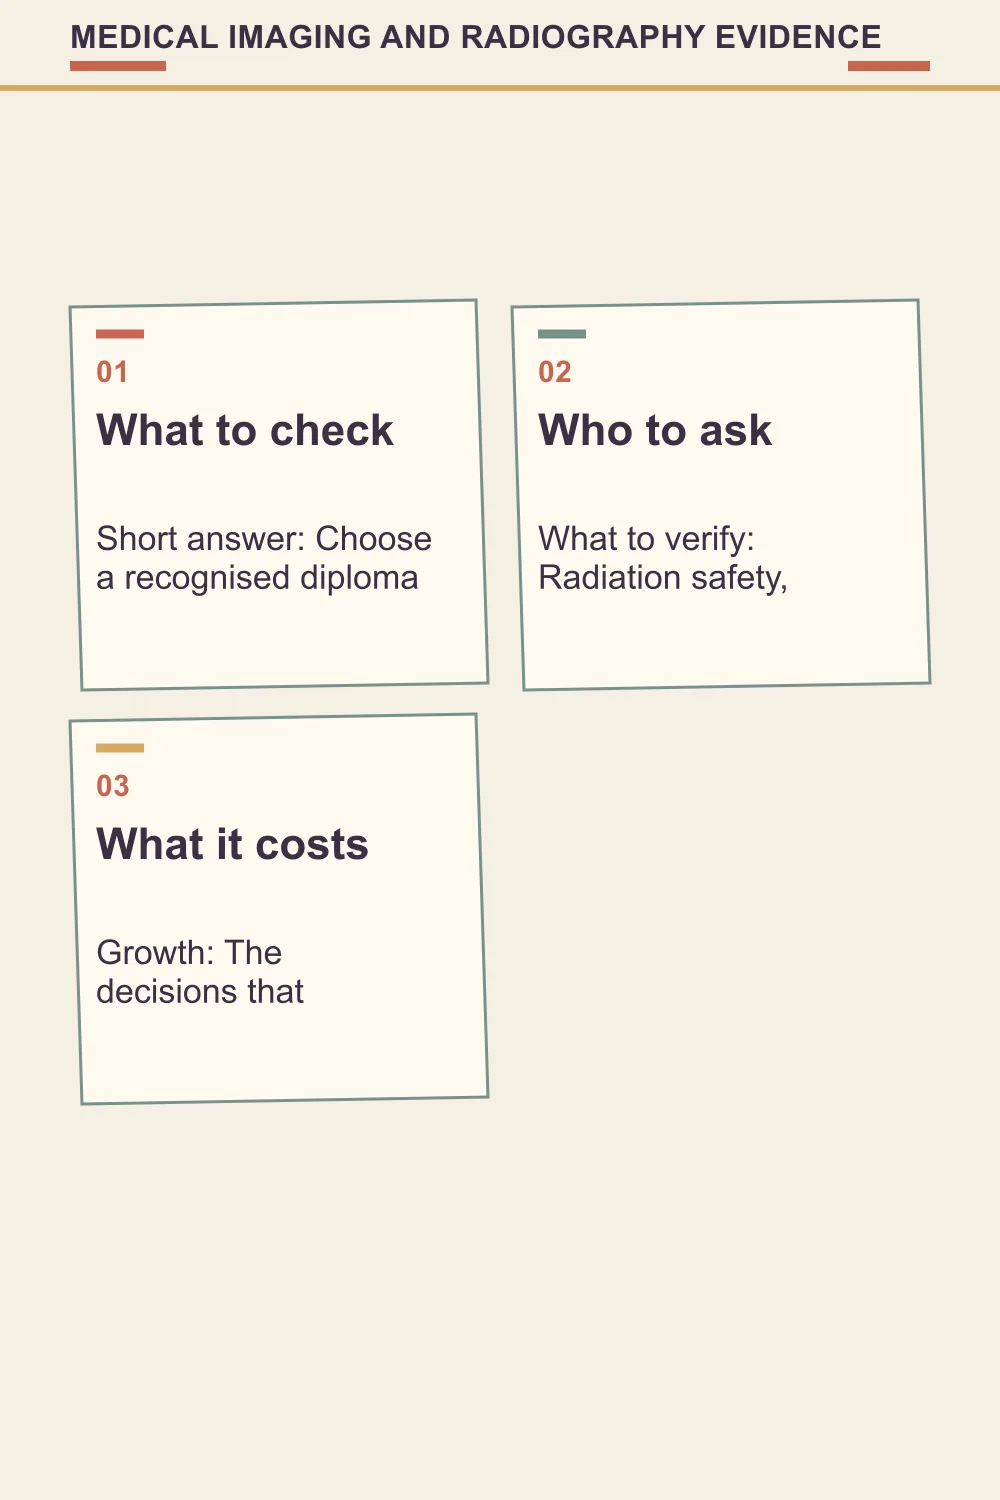 MEDICAL IMAGING AND RADIOGRAPHY EVIDENCE
01
What to check
Short answer: Choose
a recognised diploma
02
Who to ask
What to verify:
Radiation safety,
03
What it costs
Growth: The
decisions that